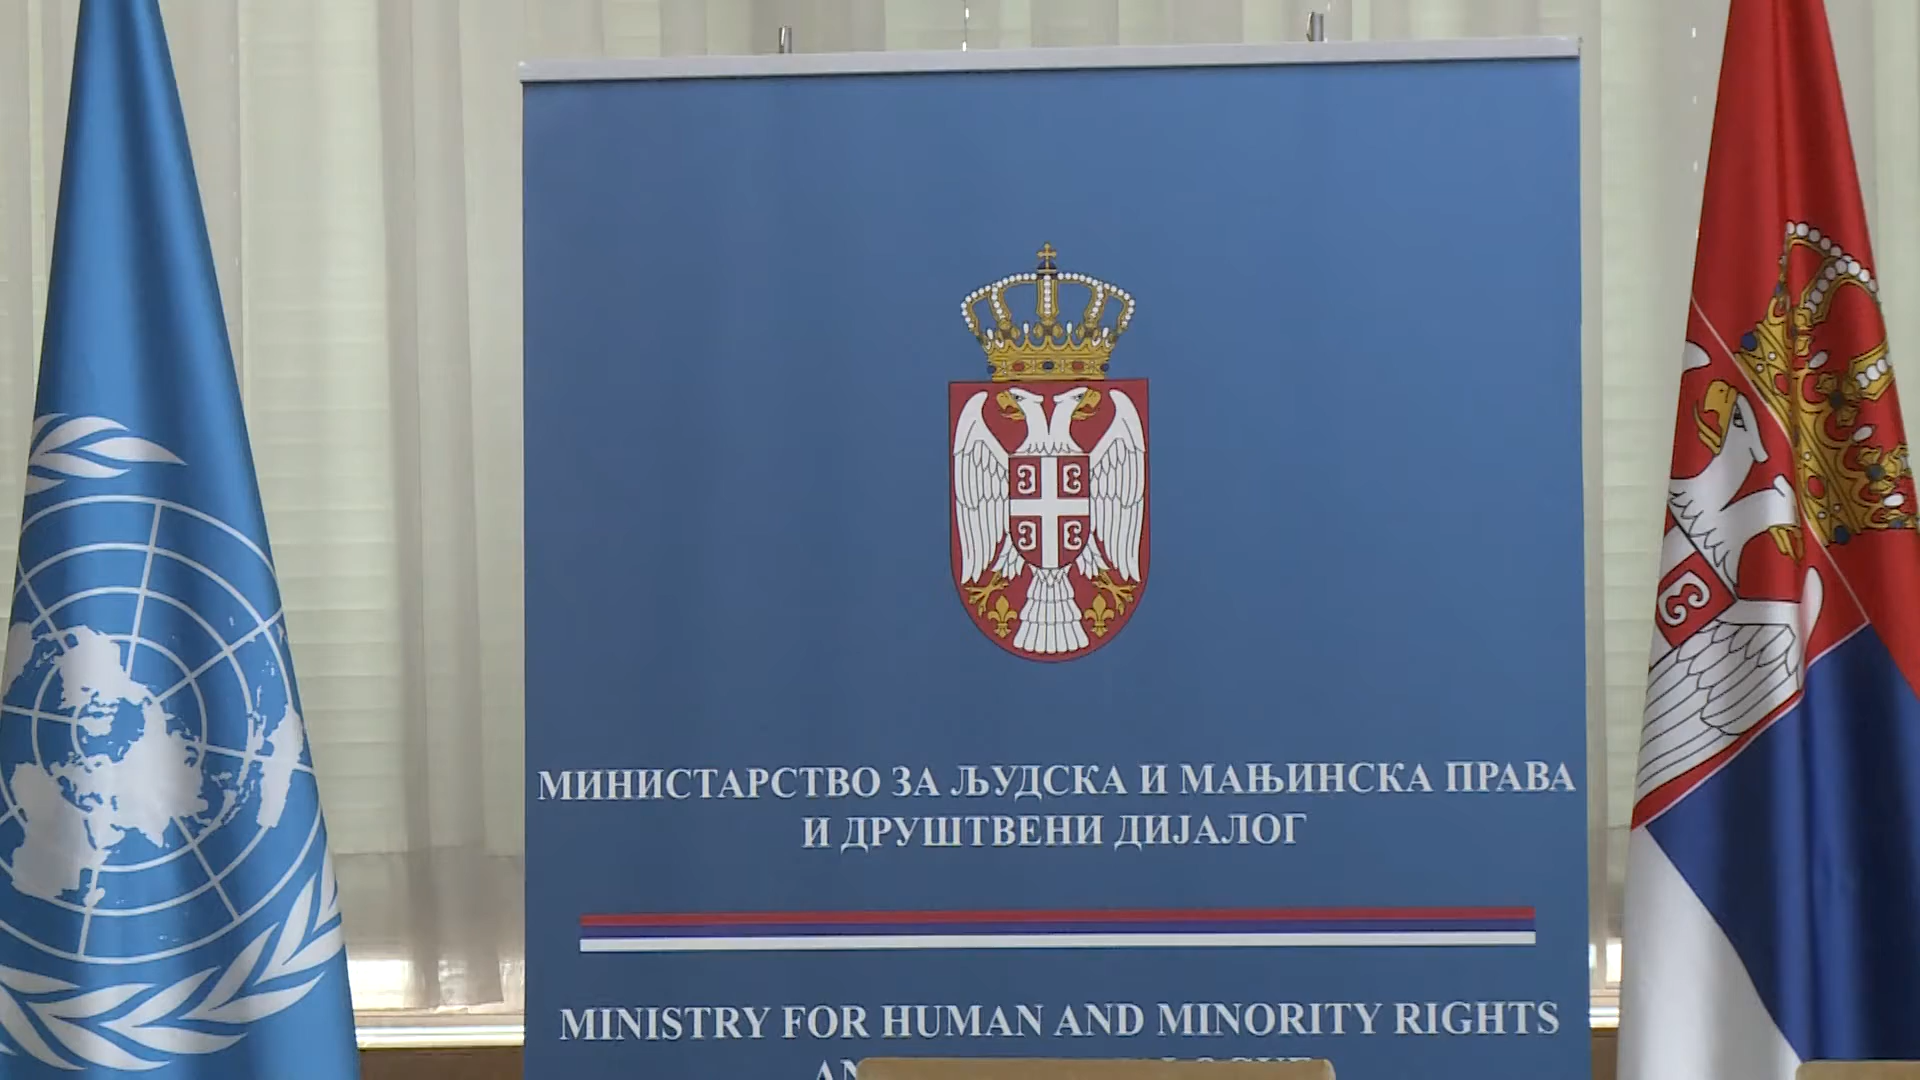 МИНИСТАРСТВО ЗА ЉУДСКА И МАЊИНСКА ПРАВА
И ДРУШТВЕНИ ДИЈАЛОГ
MINISTRY FOR HUMAN AND MINORITY RIGHTS